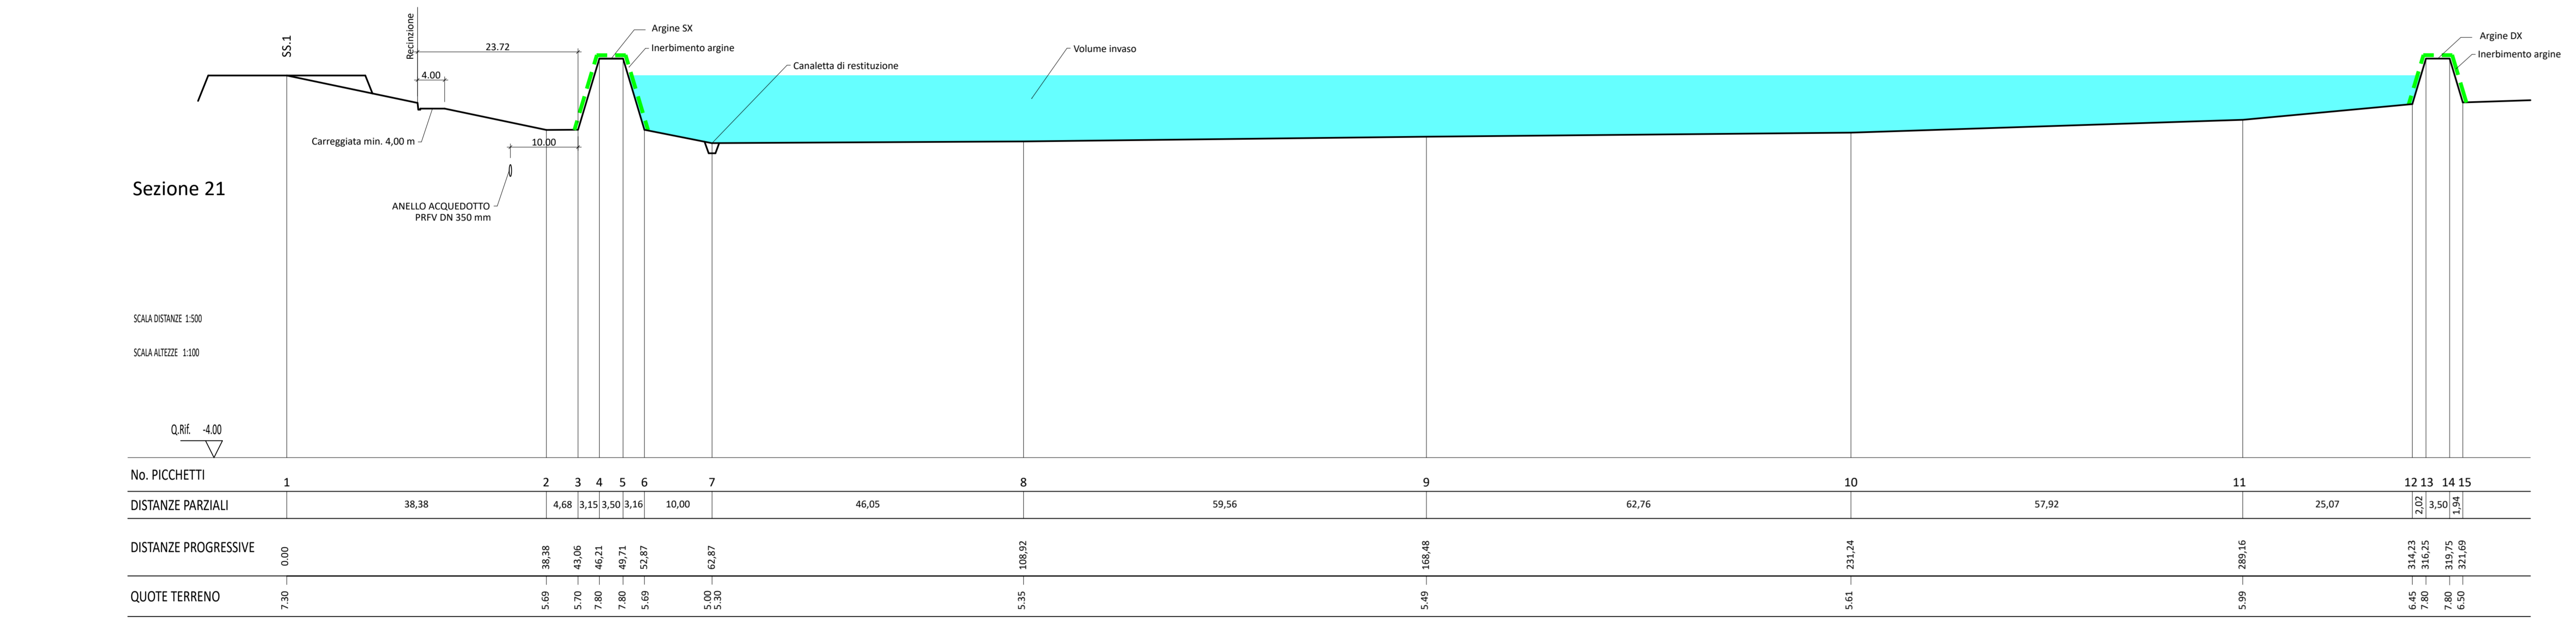 SS.1
Recinzione
23.72
4.00
Argine SX
Inerbimento argine
Canaletta di restituzione
Volume invaso
Argine DX
Inerbimento argine
Carreggiata min. 4,00 m
10.00
ANELLO ACQUEDOTTO
PRFV DN 350 mm
Sezione 21
SCALA DISTANZE 1:500
SCALA ALTEZZE 1:100
Q.Rif. -4.00
No. PICCHETTI 1 2 3 4 5 6 7 8 9 10 11 12 13 14 15
DISTANZE PARZIALI 38,38 4,68 3,15 3,50 3,16 10,00 46,05 59,56 62,76 57,92 25,07 2,02 3,50 1,94
DISTANZE PROGRESSIVE 0.00 38,38 43,06 46,21 49,71 52,87 62,87 108,92 168,48 231,24 289,16 314,23 316,25 319,75 321,69
QUOTE TERRENO 7.30 5.69 5.70 7.80 7.80 5.69 5.00 5.30 5.35 5.49 5.61 5.99 6.45 7.80 7.80 6.50